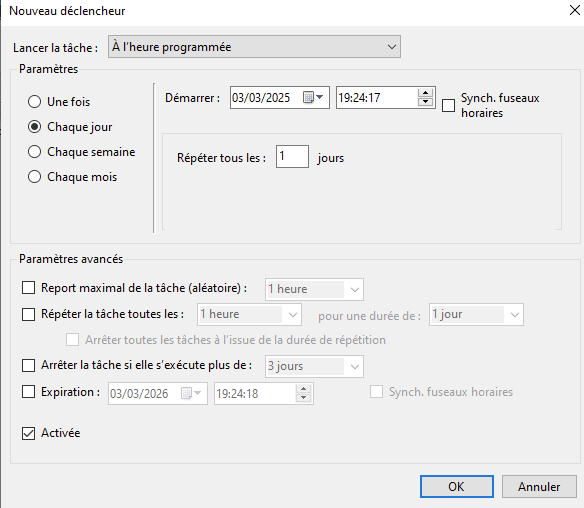 Nouveau déclencheur
Lancer la tâche : À l'heure programmée
Paramètres
Une fois
Chaque jour
Chaque semaine
Chaque mois
Démarrer : 03/03/2025 19:24:17 Synch. fuseaux
horaires
Répéter tous les : 1 jours
Paramètres avancés
Report maximal de la tâche (aléatoire) : 1 heure
Répéter la tâche toutes les : 1 heure pour une durée de : 1 jour
Arrêter toutes les tâches à l'issue de la durée de répétition
Arrêter la tâche si elle s'exécute plus de : 3 jours
Expiration : 03/03/2026 19:24:18 Synch. fuseaux horaires
Activée
OK Annuler